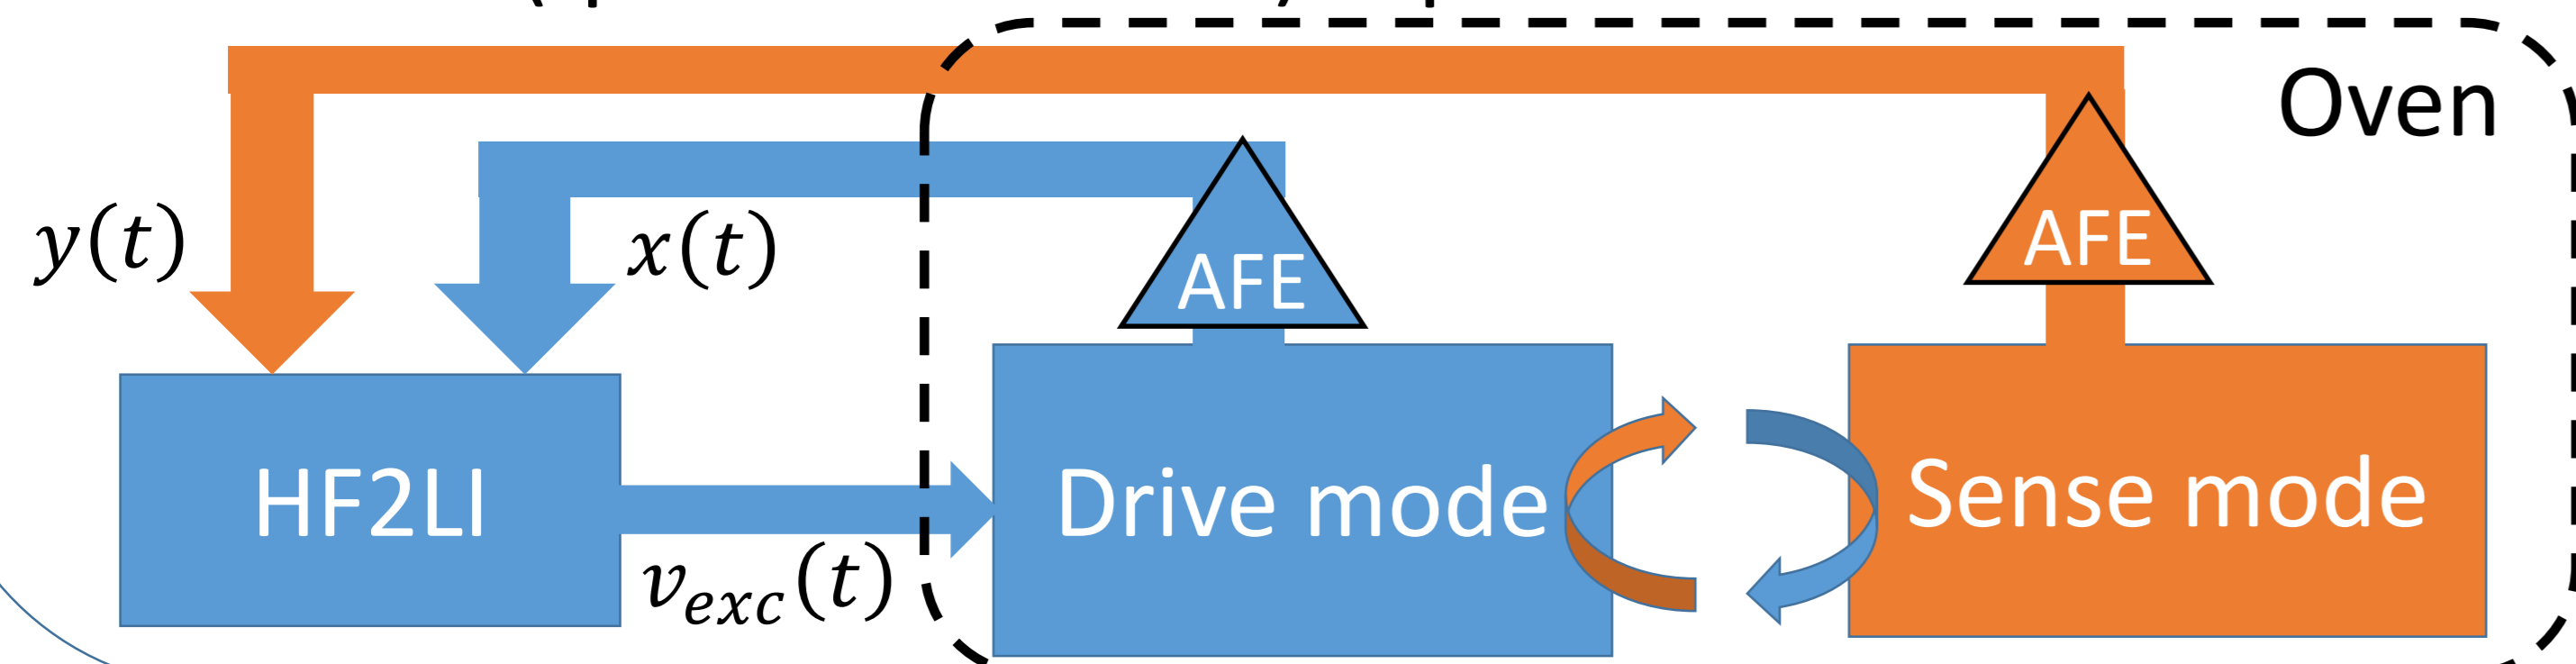 Oven
y(t)
x(t)
AFE
AFE
HF2LI
v_exc(t)
Drive mode
Sense mode